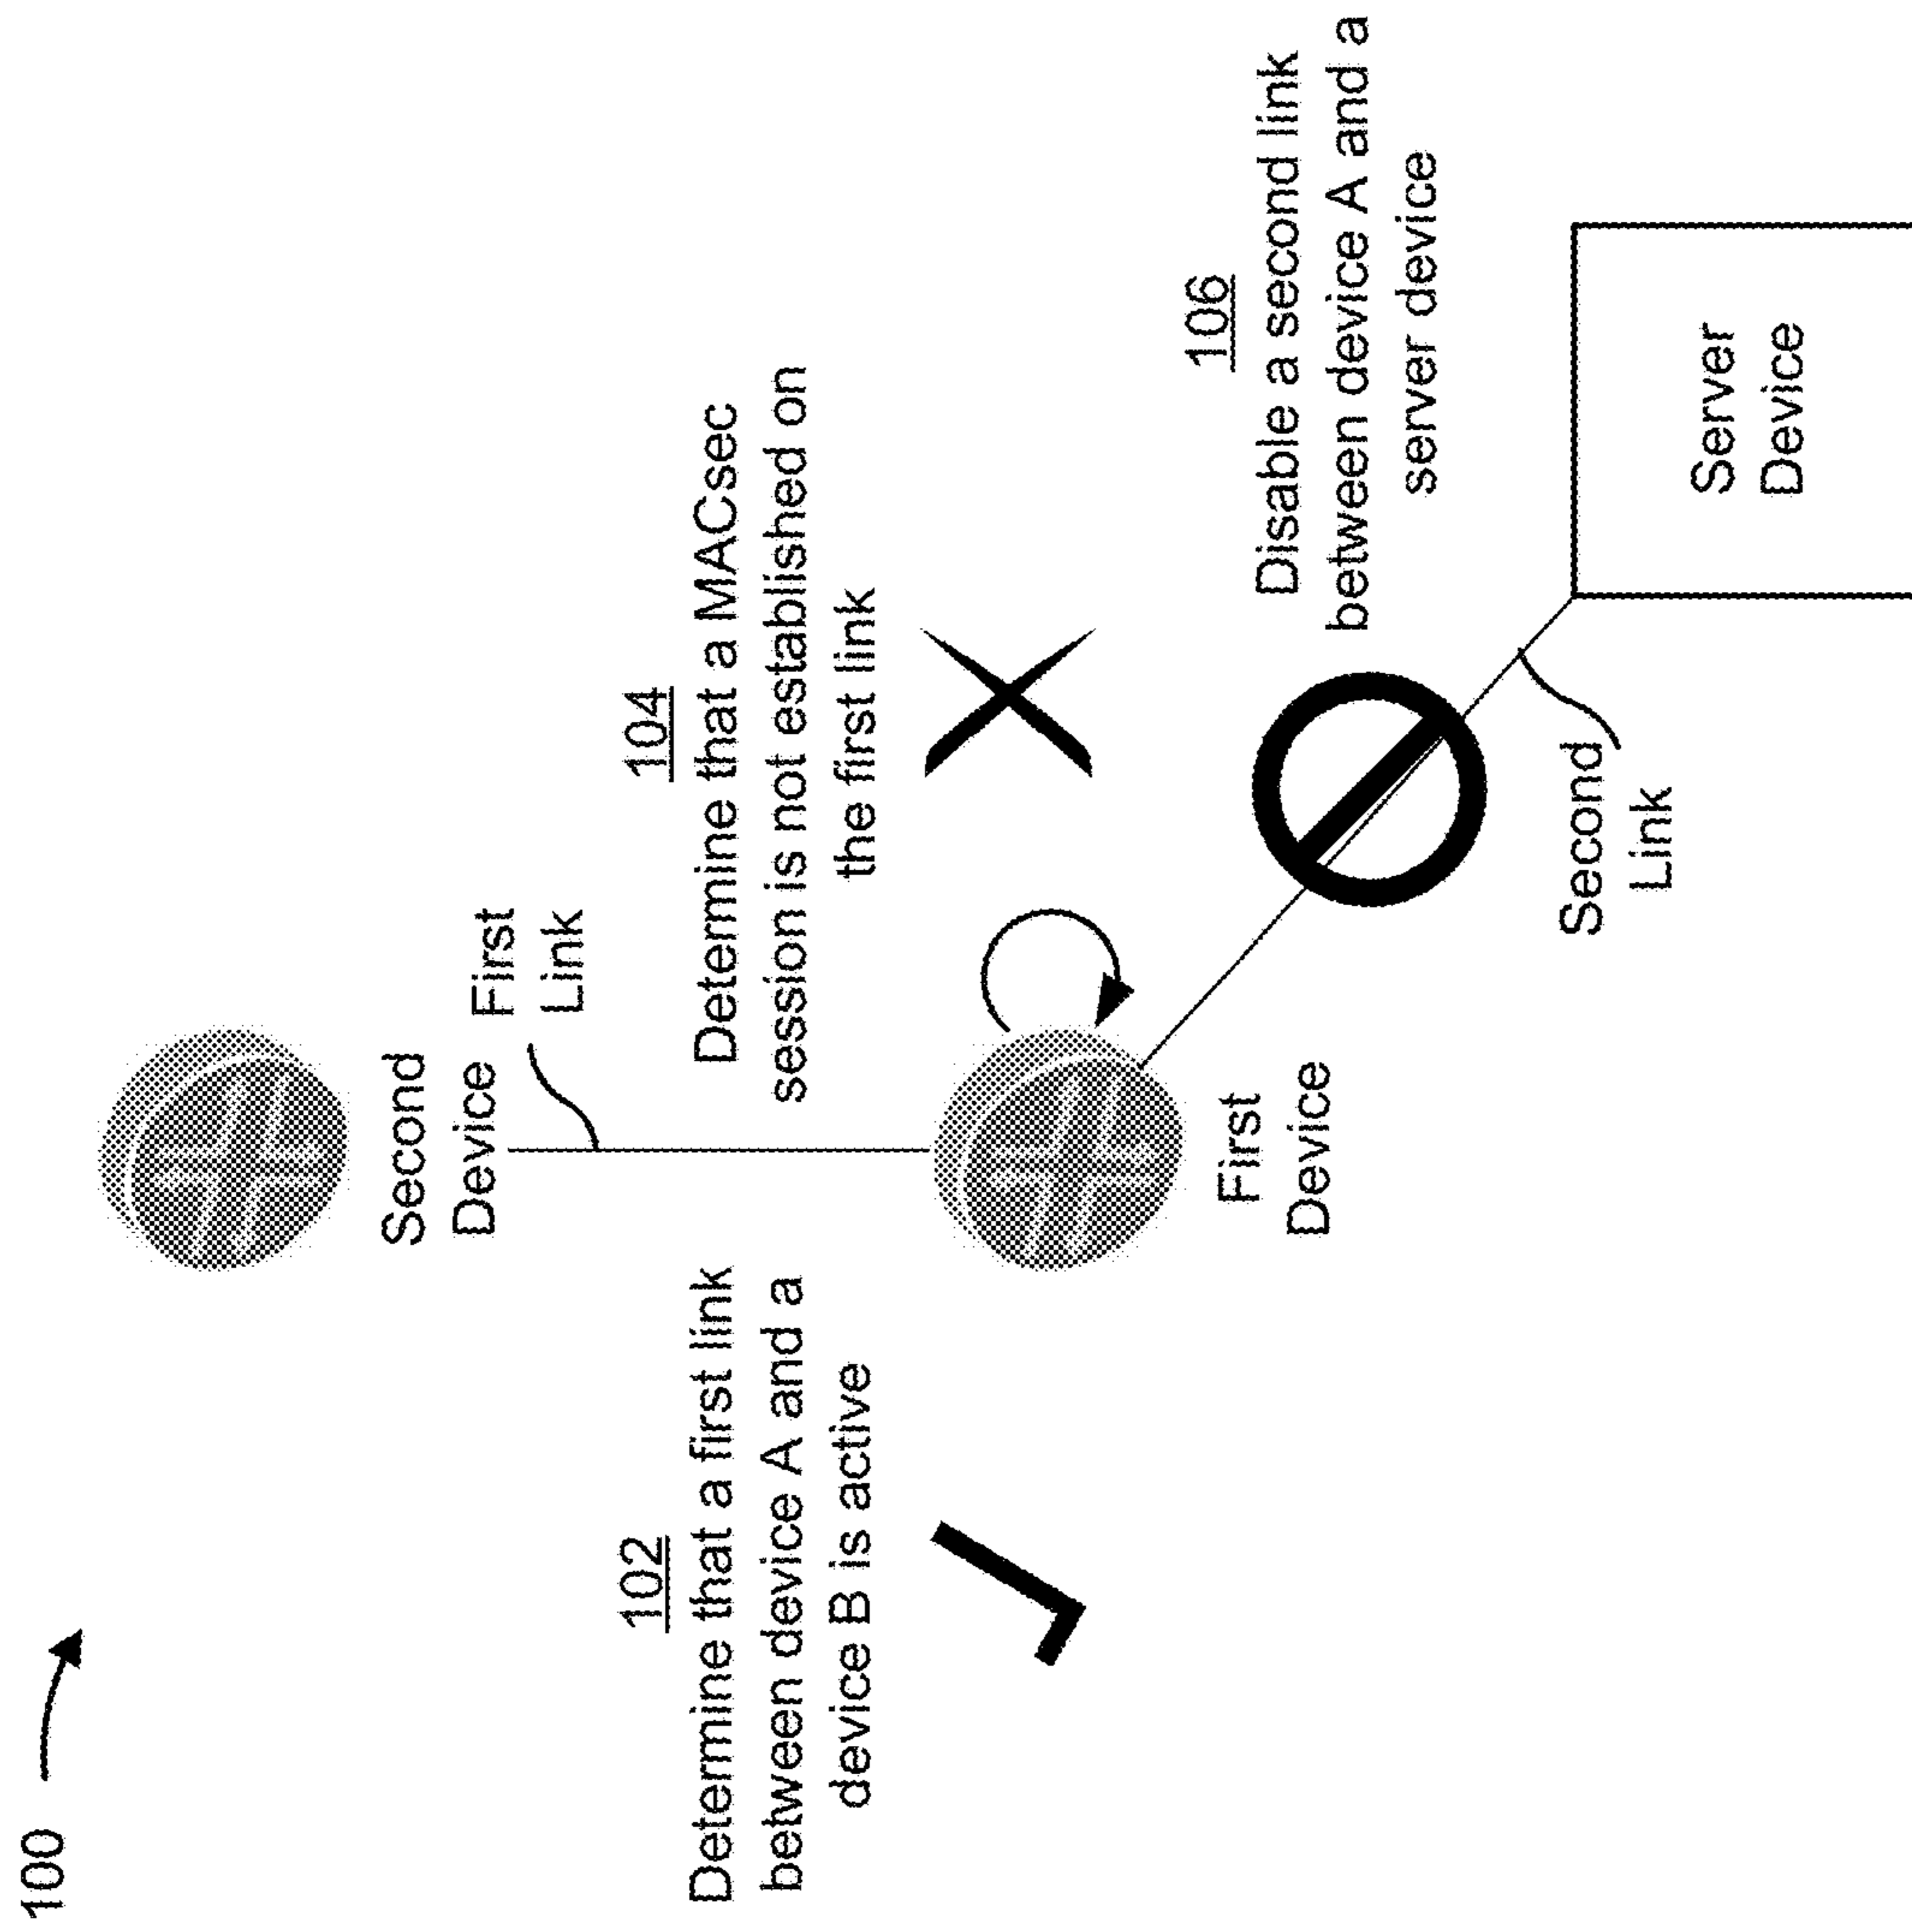 100
Second
Device
First
Link
102
Determine that a first link
between device A and a
device B is active
104
Determine that a MACsec
session is not established on
the first link
First
Device
106
Disable a second link
between device A and a
server device
Second
Link
Server
Device